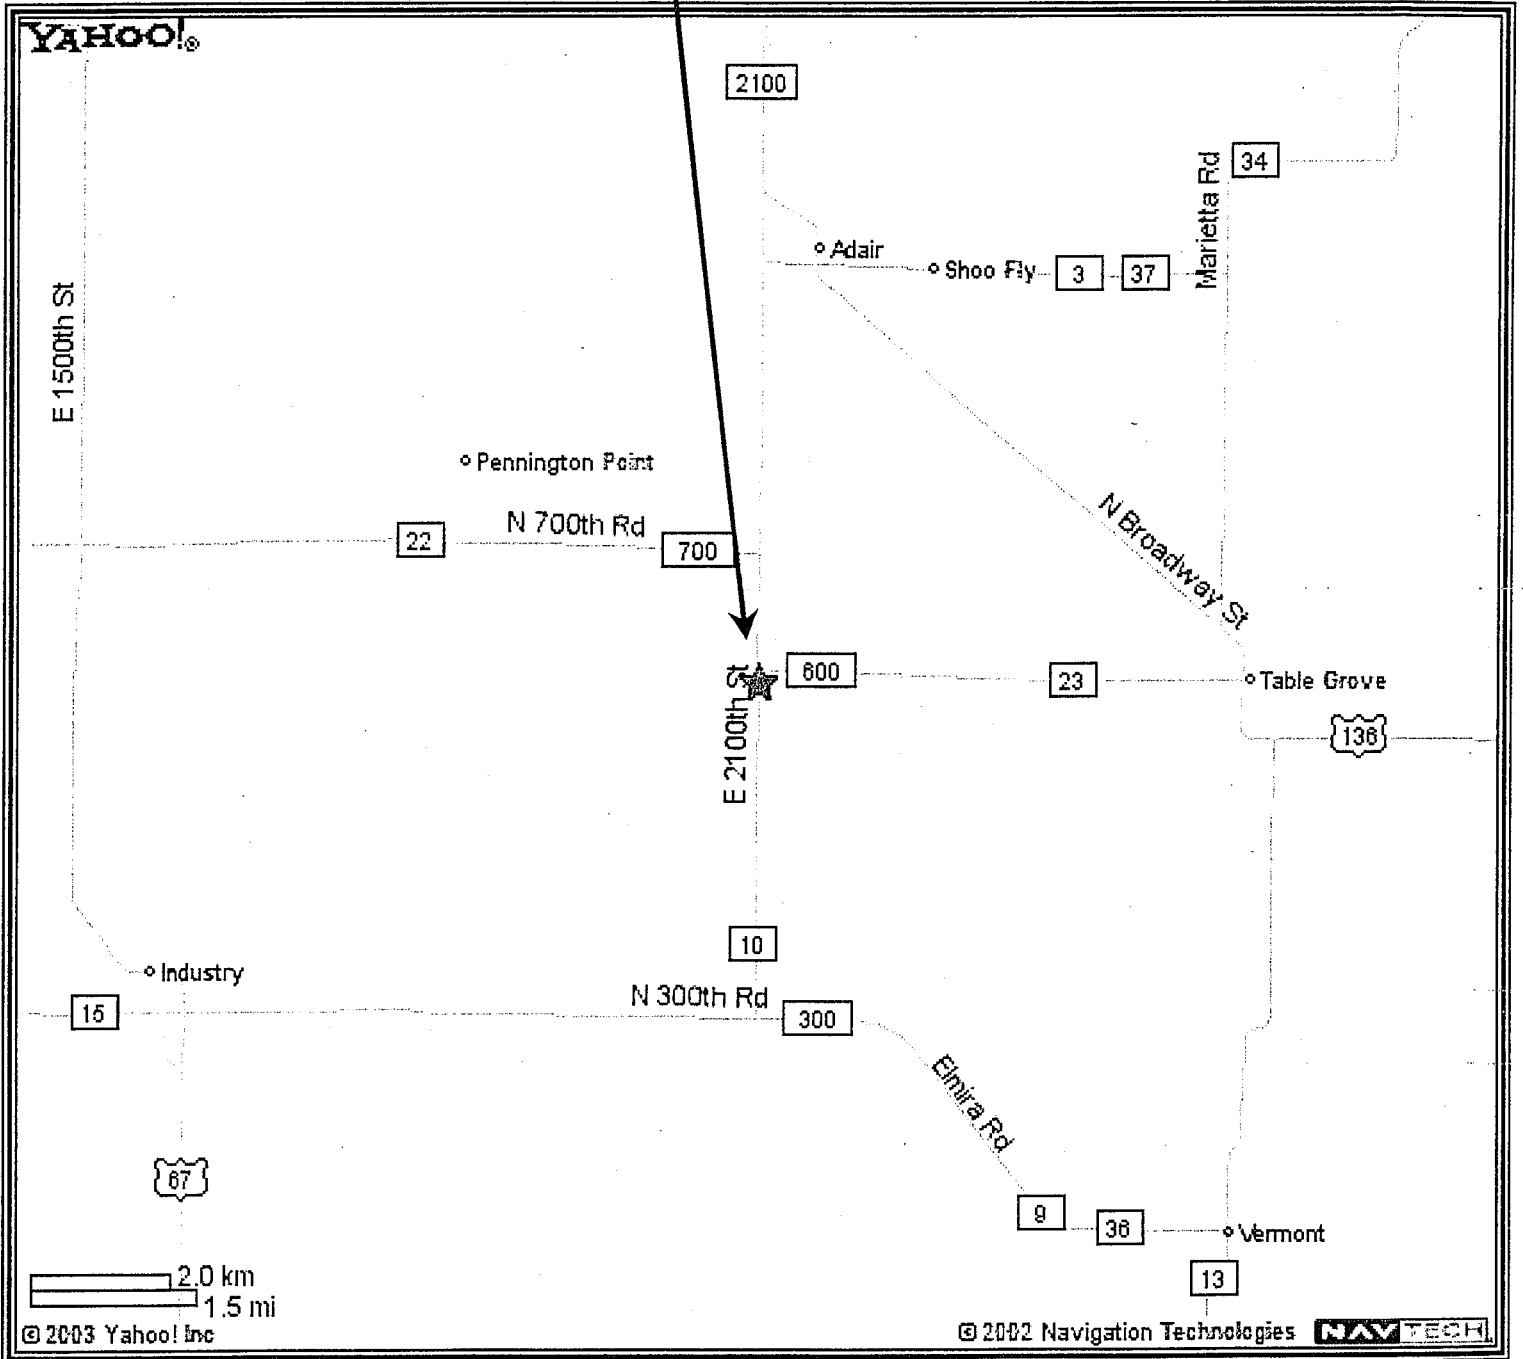 YAHOO!®
2100
34
Marietta Rd
Adair
Shoo Fly
3
37
E 1500th St
Pennington Point
N 700th Rd
22
700
N Broadway St
600
23
Table Grove
136
E 2100th St
10
Industry
15
N 300th Rd
300
Elmira Rd
67
9
36
Vermont
13
2.0 km
1.5 mi
© 2003 Yahoo! Inc
© 2002 Navigation Technologies
NAVTECH